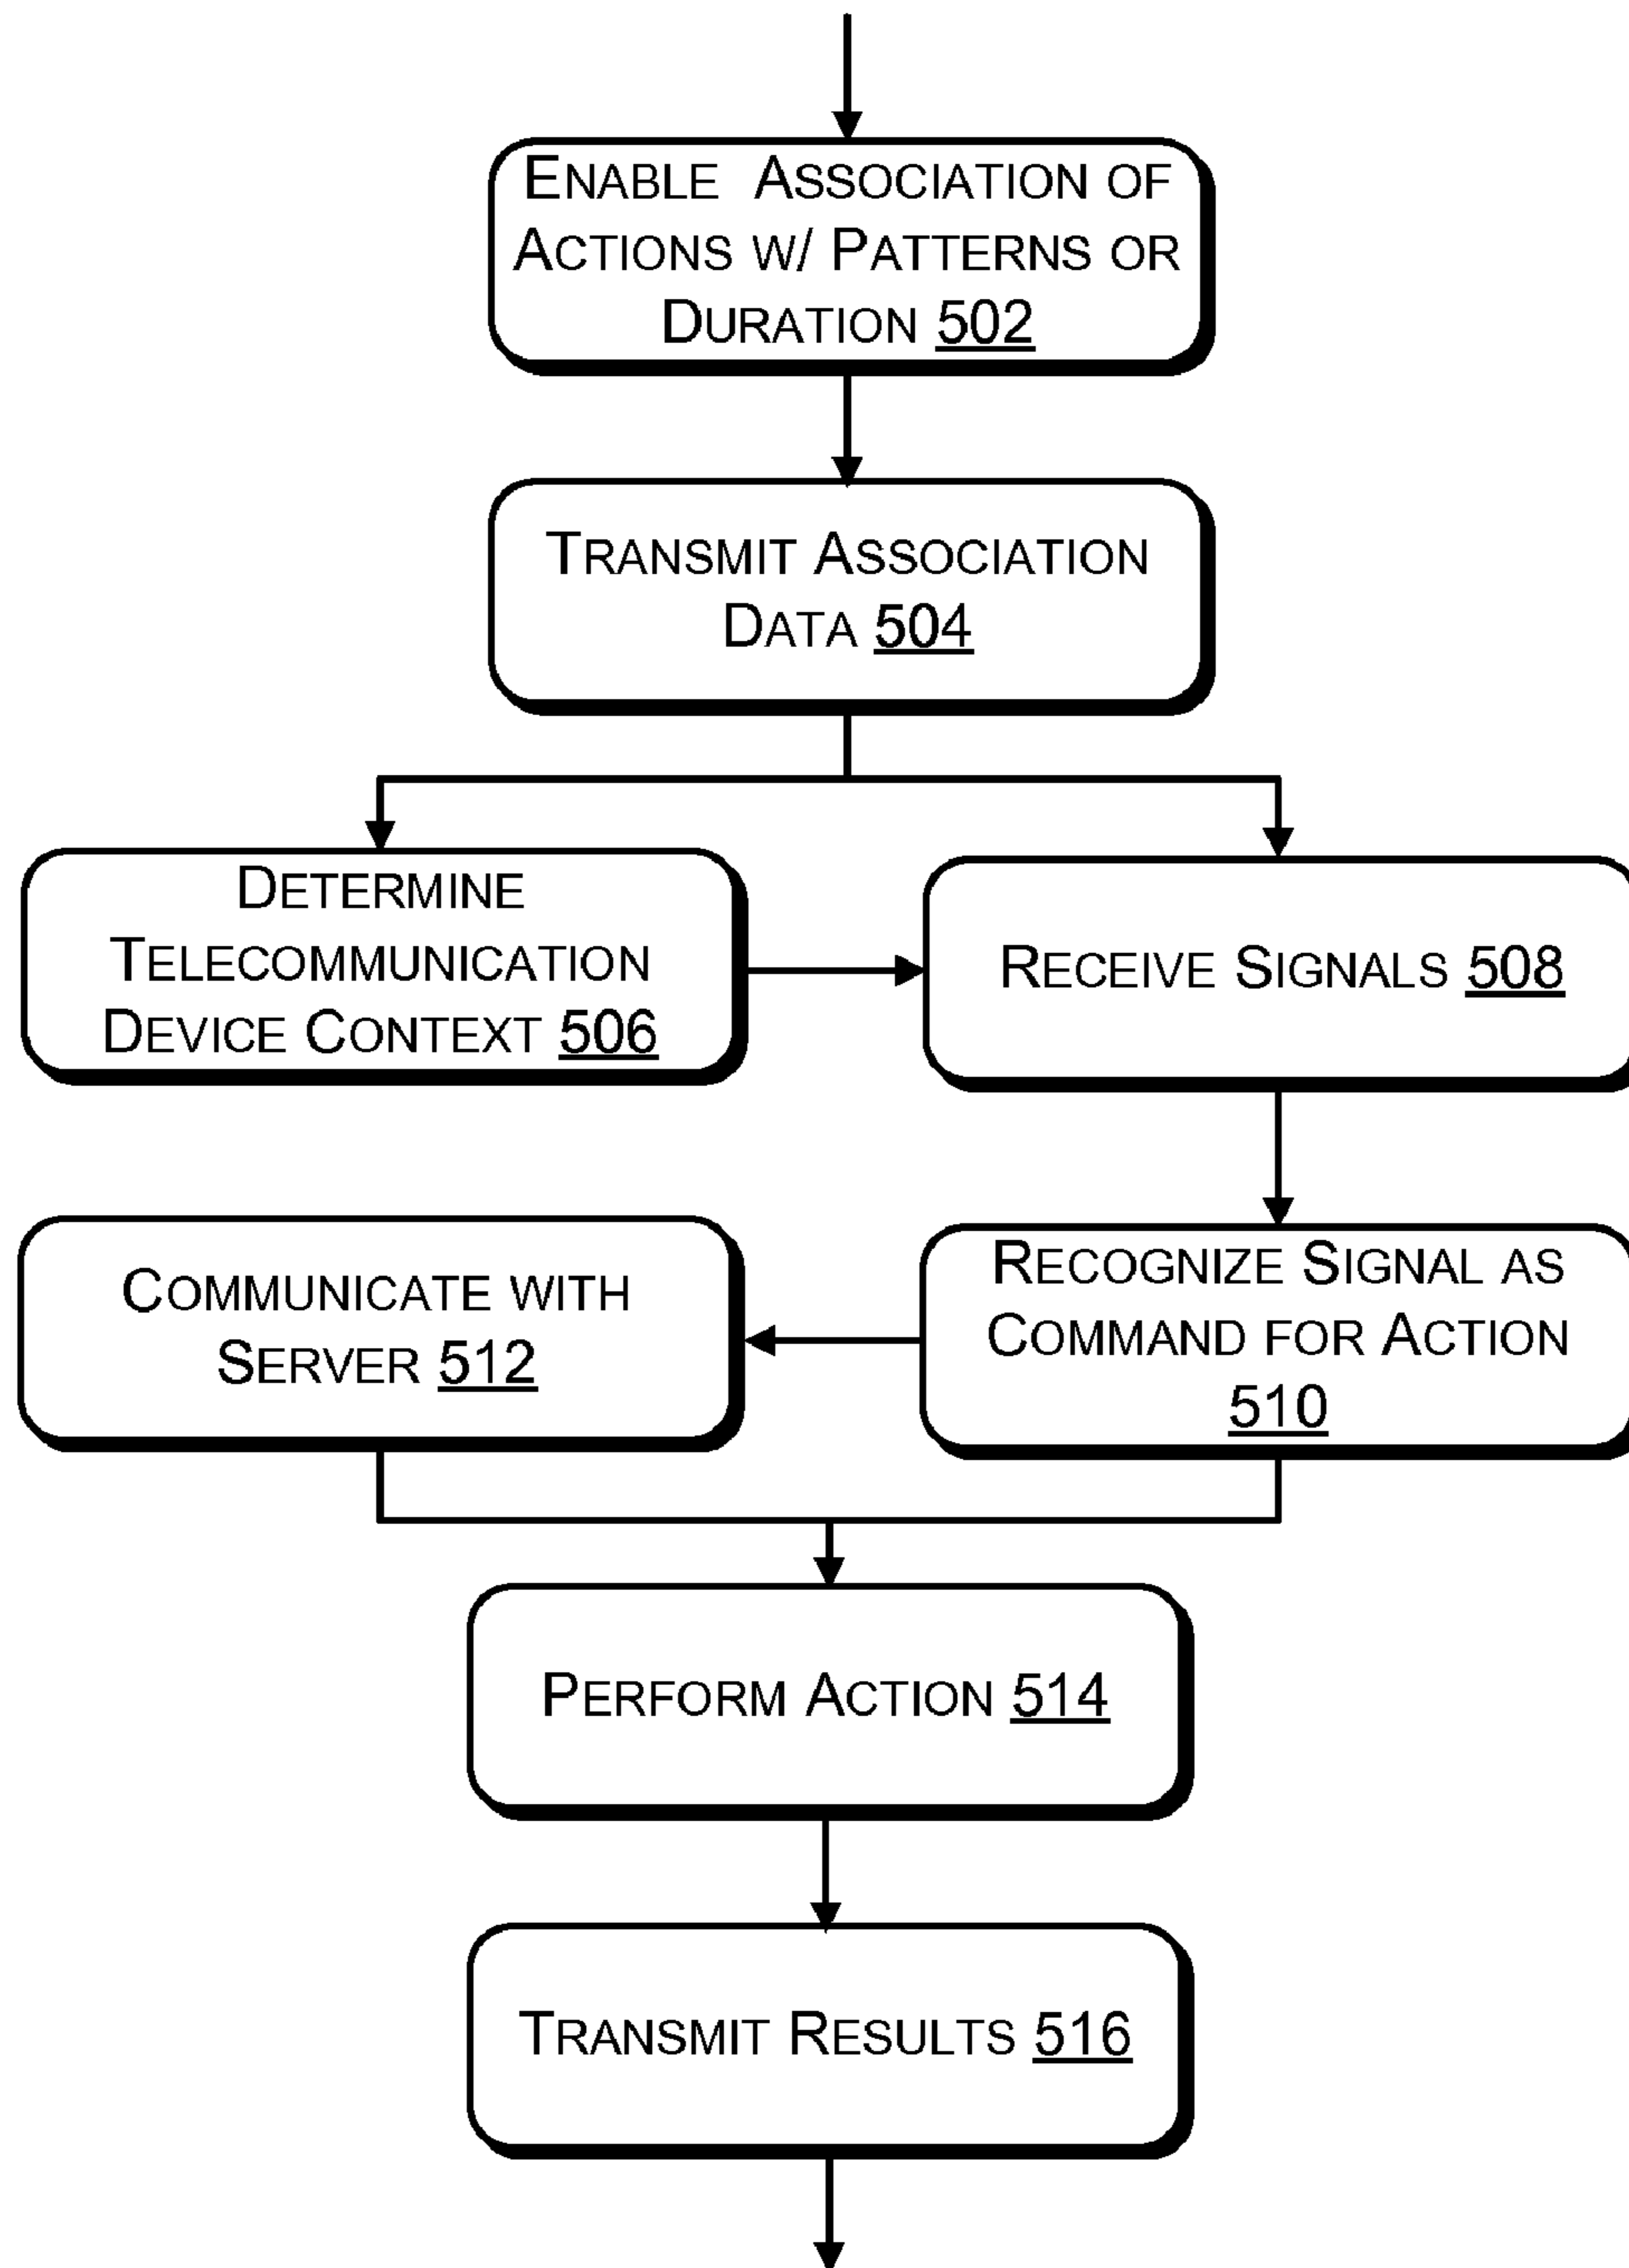 ENABLE ASSOCIATION OF
ACTIONS W/ PATTERNS OR
DURATION 502
TRANSMIT ASSOCIATION
DATA 504
DETERMINE
TELECOMMUNICATION
DEVICE CONTEXT 506
RECEIVE SIGNALS 508
COMMUNICATE WITH
SERVER 512
RECOGNIZE SIGNAL AS
COMMAND FOR ACTION
510
PERFORM ACTION 514
TRANSMIT RESULTS 516